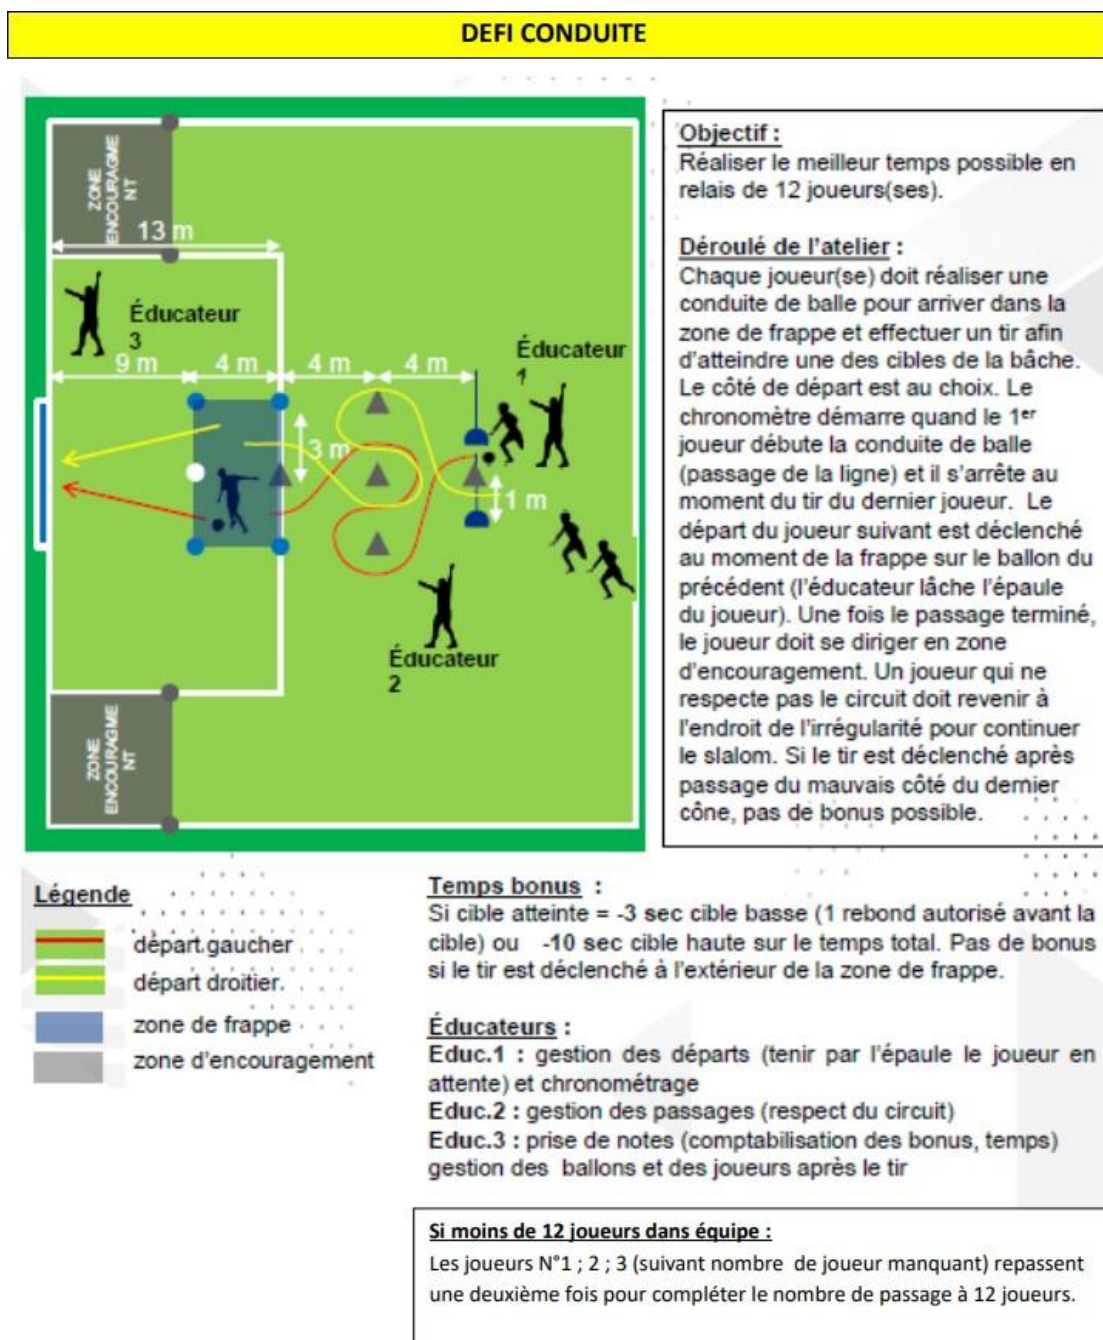 DEFI CONDUITE
ZONE
ENCOURAGME
NT
13 m
Éducateur
3
9 m
4 m
4 m
4 m
Éducateur
1
3 m
1 m
Éducateur
2
ZONE
ENCOURAGME
NT
Objectif :
Réaliser le meilleur temps possible en
relais de 12 joueurs(ses).
Déroulé de l'atelier :
Chaque joueur(se) doit réaliser une
conduite de balle pour arriver dans la
zone de frappe et effectuer un tir afin
d'atteindre une des cibles de la bâche.
Le côté de départ est au choix. Le
chronomètre démarre quand le 1er
joueur débute la conduite de balle
(passage de la ligne) et il s'arrête au
moment du tir du dernier joueur. Le
départ du joueur suivant est déclenché
au moment de la frappe sur le ballon du
précédent (l'éducateur lâche l'épaule
du joueur). Une fois le passage terminé,
le joueur doit se diriger en zone
d'encouragement. Un joueur qui ne
respecte pas le circuit doit revenir à
l'endroit de l'irrégularité pour continuer
le slalom. Si le tir est déclenché après
passage du mauvais côté du dernier
cône, pas de bonus possible.
Légende
départ gaucher
départ droitier
zone de frappe
zone d'encouragement
Temps bonus :
Si cible atteinte = -3 sec cible basse (1 rebond autorisé avant la
cible) ou -10 sec cible haute sur le temps total. Pas de bonus
si le tir est déclenché à l'extérieur de la zone de frappe.
Éducateurs :
Educ.1 : gestion des départs (tenir par l'épaule le joueur en
attente) et chronométrage
Educ.2 : gestion des passages (respect du circuit)
Educ.3 : prise de notes (comptabilisation des bonus, temps)
gestion des ballons et des joueurs après le tir
Si moins de 12 joueurs dans équipe :
Les joueurs N°1 ; 2 ; 3 (suivant nombre de joueur manquant) repassent
une deuxième fois pour compléter le nombre de passage à 12 joueurs.